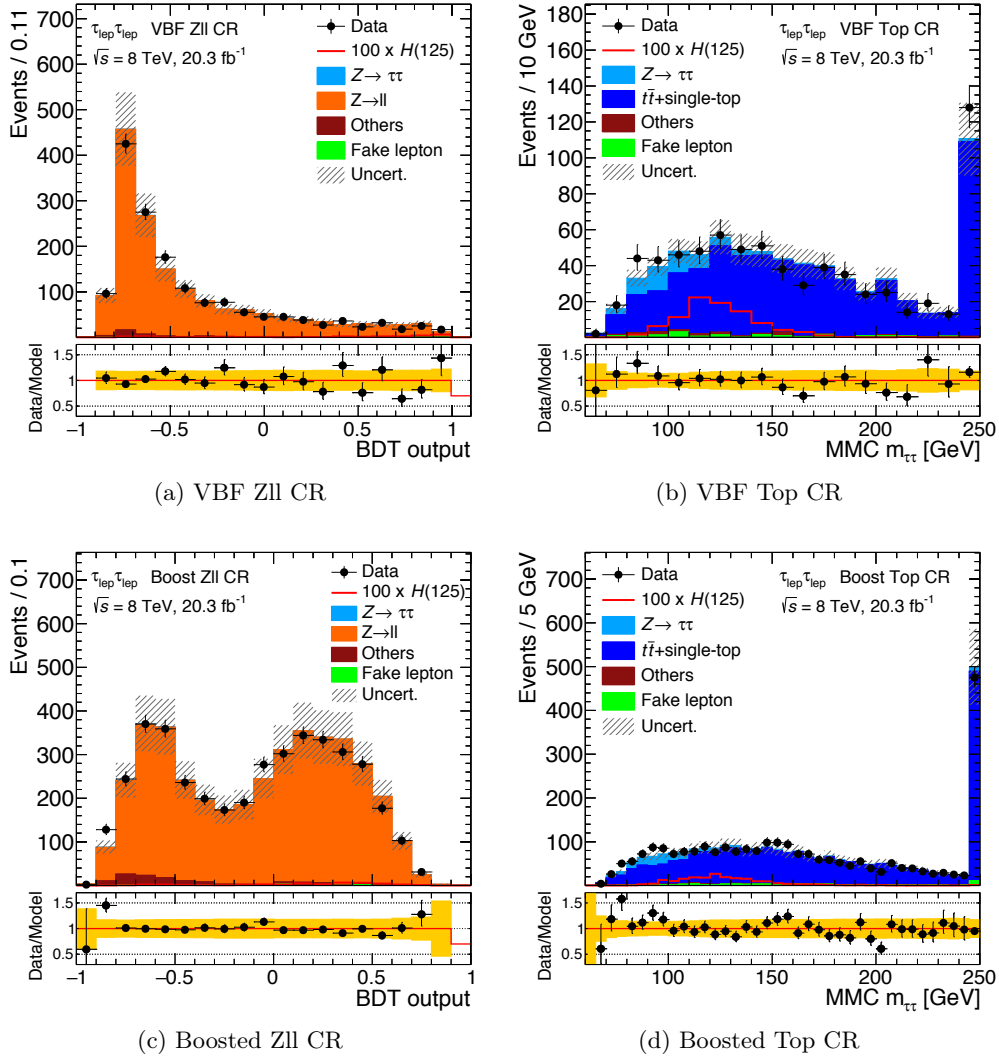 Events / 0.11
700
600
500
400
300
200
100
τlepτlep VBF Zll CR
√s = 8 TeV, 20.3 fb⁻¹
Data
100 x H(125)
Z→ ττ
Z→ll
Others
Fake lepton
Uncert.
Data/Model
1.5
1
0.5
−1 −0.5 0 0.5 1
BDT output
(a) VBF Zll CR
Events / 10 GeV
180
160
140
120
100
80
60
40
20
τlepτlep VBF Top CR
√s = 8 TeV, 20.3 fb⁻¹
Data
100 x H(125)
Z→ ττ
tt̄+single-top
Others
Fake lepton
Uncert.
Data/Model
1.5
1
0.5
100 150 200 250
MMC mττ [GeV]
(b) VBF Top CR
Events / 0.1
700
600
500
400
300
200
100
τlepτlep Boost Zll CR
√s = 8 TeV, 20.3 fb⁻¹
Data
100 x H(125)
Z→ ττ
Z→ll
Others
Fake lepton
Uncert.
Data/Model
1.5
1
0.5
−1 −0.5 0 0.5 1
BDT output
(c) Boosted Zll CR
Events / 5 GeV
700
600
500
400
300
200
100
τlepτlep Boost Top CR
√s = 8 TeV, 20.3 fb⁻¹
Data
100 x H(125)
Z→ ττ
tt̄+single-top
Others
Fake lepton
Uncert.
Data/Model
1.5
1
0.5
100 150 200 250
MMC mττ [GeV]
(d) Boosted Top CR